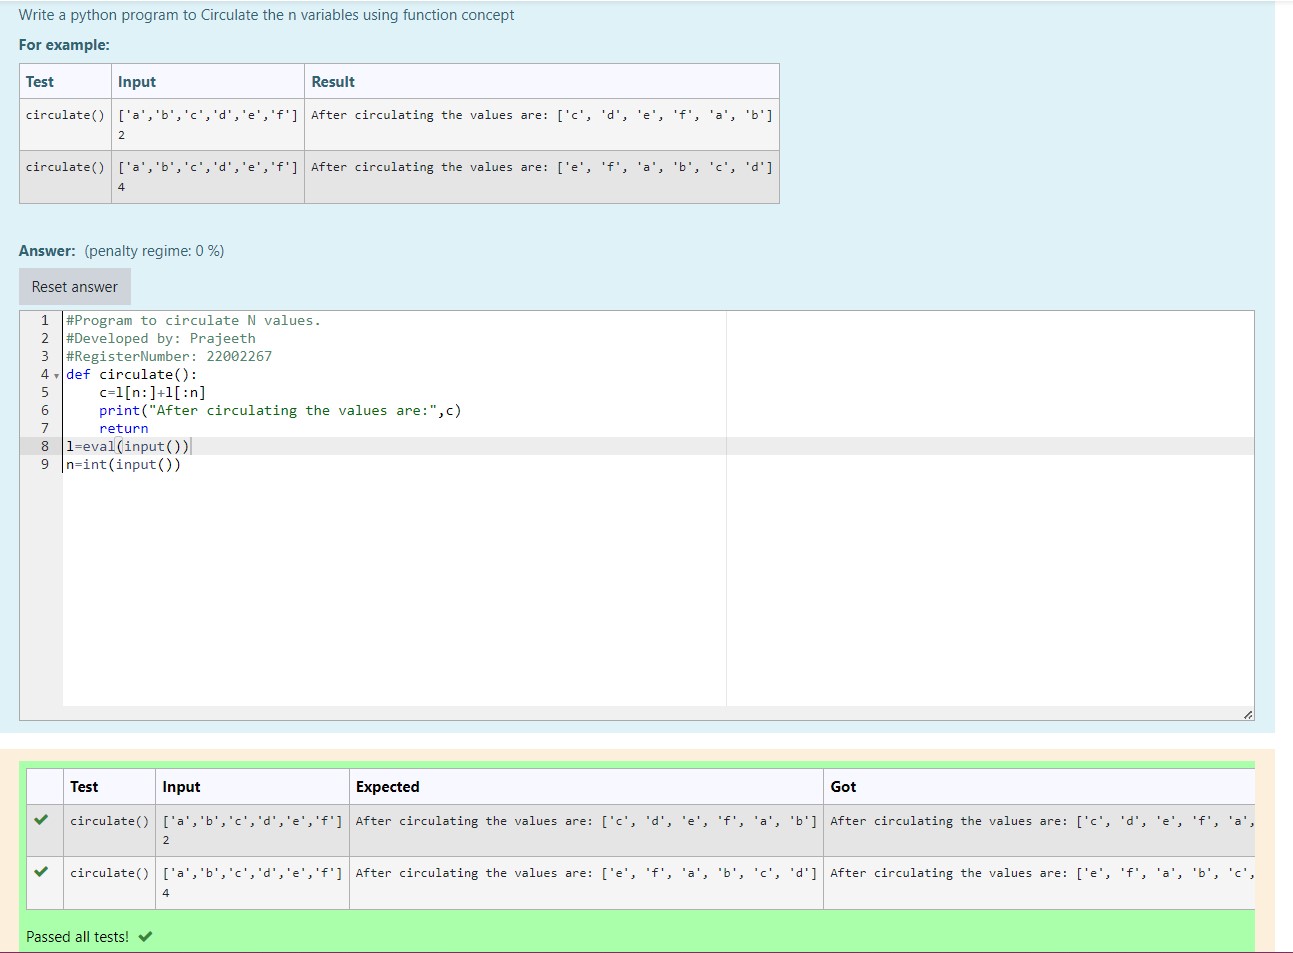 Write a python program to Circulate the n variables using function concept
For example:
Test Input Result
circulate() ['a','b','c','d','e','f'] After circulating the values are: ['c', 'd', 'e', 'f', 'a', 'b']
2
circulate() ['a','b','c','d','e','f'] After circulating the values are: ['e', 'f', 'a', 'b', 'c', 'd']
4
Answer: (penalty regime: 0 %)
Reset answer
1 #Program to circulate N values.
2 #Developed by: Prajeeth
3 #RegisterNumber: 22002267
4 def circulate():
5     c=l[n:]+l[:n]
6     print("After circulating the values are:",c)
7     return
8 l=eval(input())
9 n=int(input())
Test Input Expected Got
circulate() ['a','b','c','d','e','f'] After circulating the values are: ['c', 'd', 'e', 'f', 'a', 'b'] After circulating the values are: ['c', 'd', 'e', 'f', 'a',
2
circulate() ['a','b','c','d','e','f'] After circulating the values are: ['e', 'f', 'a', 'b', 'c', 'd'] After circulating the values are: ['e', 'f', 'a', 'b', 'c',
4
Passed all tests!